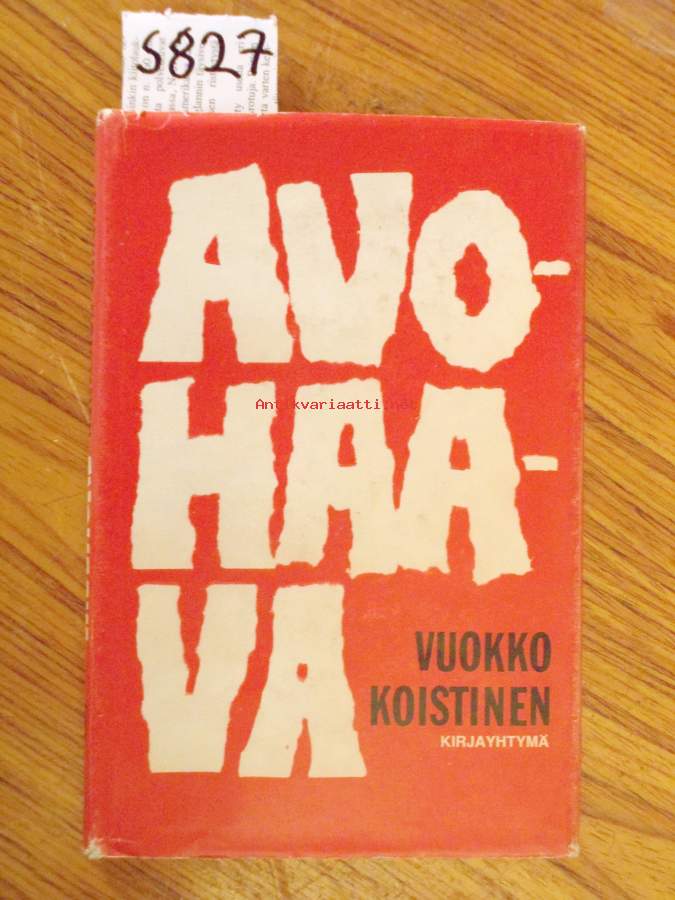 S827
AVO-
HAA-
VA
Antikvariaatti.net
VUOKKO
KOISTINEN
KIRJAYHTYMÄ